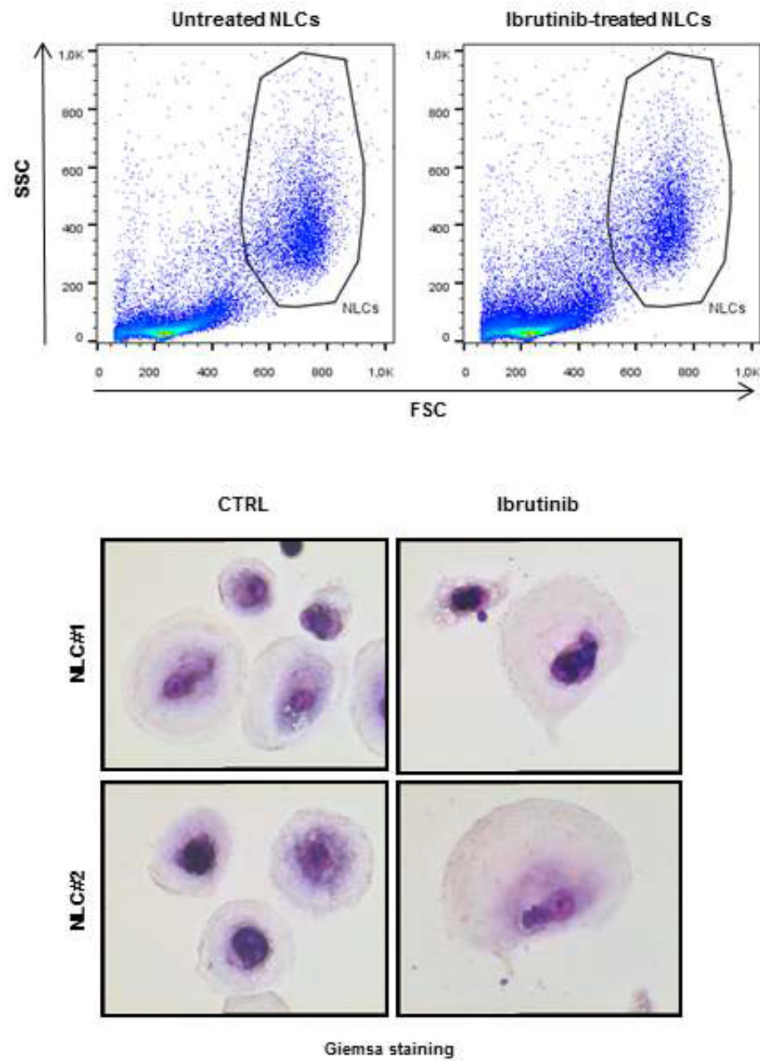 Untreated NLCs Ibrutinib-treated NLCs
1,0K 1,0K
800 800
600 600
400 400
200 200
0 0
SSC
NLCs NLCs
0 200 400 600 800 1,0K 0 200 400 600 800 1,0K
FSC
CTRL Ibrutinib
NLC#1
NLC#2
Giemsa staining